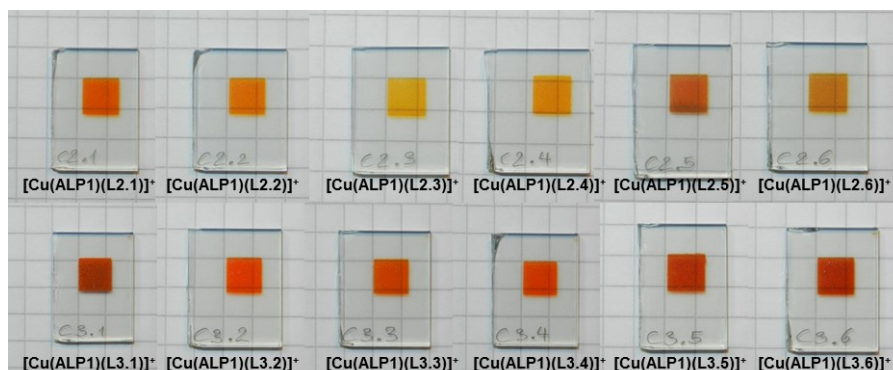 C2.1 C2.2 C2.3 C2.4 C2.5 C2.6
[Cu(ALP1)(L2.1)]⁺ [Cu(ALP1)(L2.2)]⁺ [Cu(ALP1)(L2.3)]⁺ [Cu(ALP1)(L2.4)]⁺ [Cu(ALP1)(L2.5)]⁺ [Cu(ALP1)(L2.6)]⁺
C3.1 C3.2 C3.3 C3.4 C3.5 C3.6
[Cu(ALP1)(L3.1)]⁺ [Cu(ALP1)(L3.2)]⁺ [Cu(ALP1)(L3.3)]⁺ [Cu(ALP1)(L3.4)]⁺ [Cu(ALP1)(L3.5)]⁺ [Cu(ALP1)(L3.6)]⁺